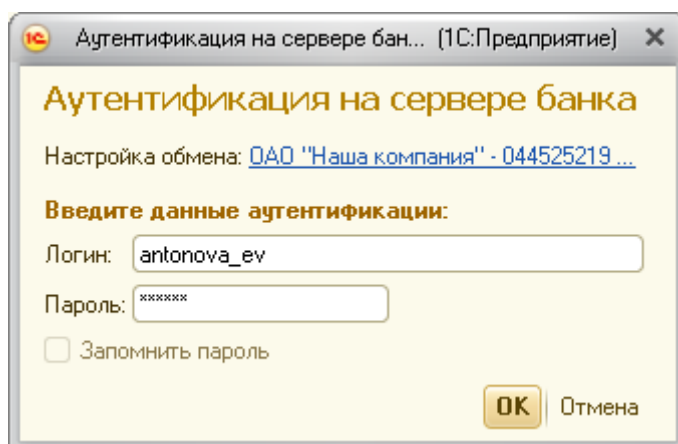 1С Аутентификация на сервере бан... (1С:Предприятие)
Аутентификация на сервере банка
Настройка обмена: ОАО "Наша компания" - 044525219 ...
Введите данные аутентификации:
Логин: antonova_ev
Пароль: ******
Запомнить пароль
ОК Отмена